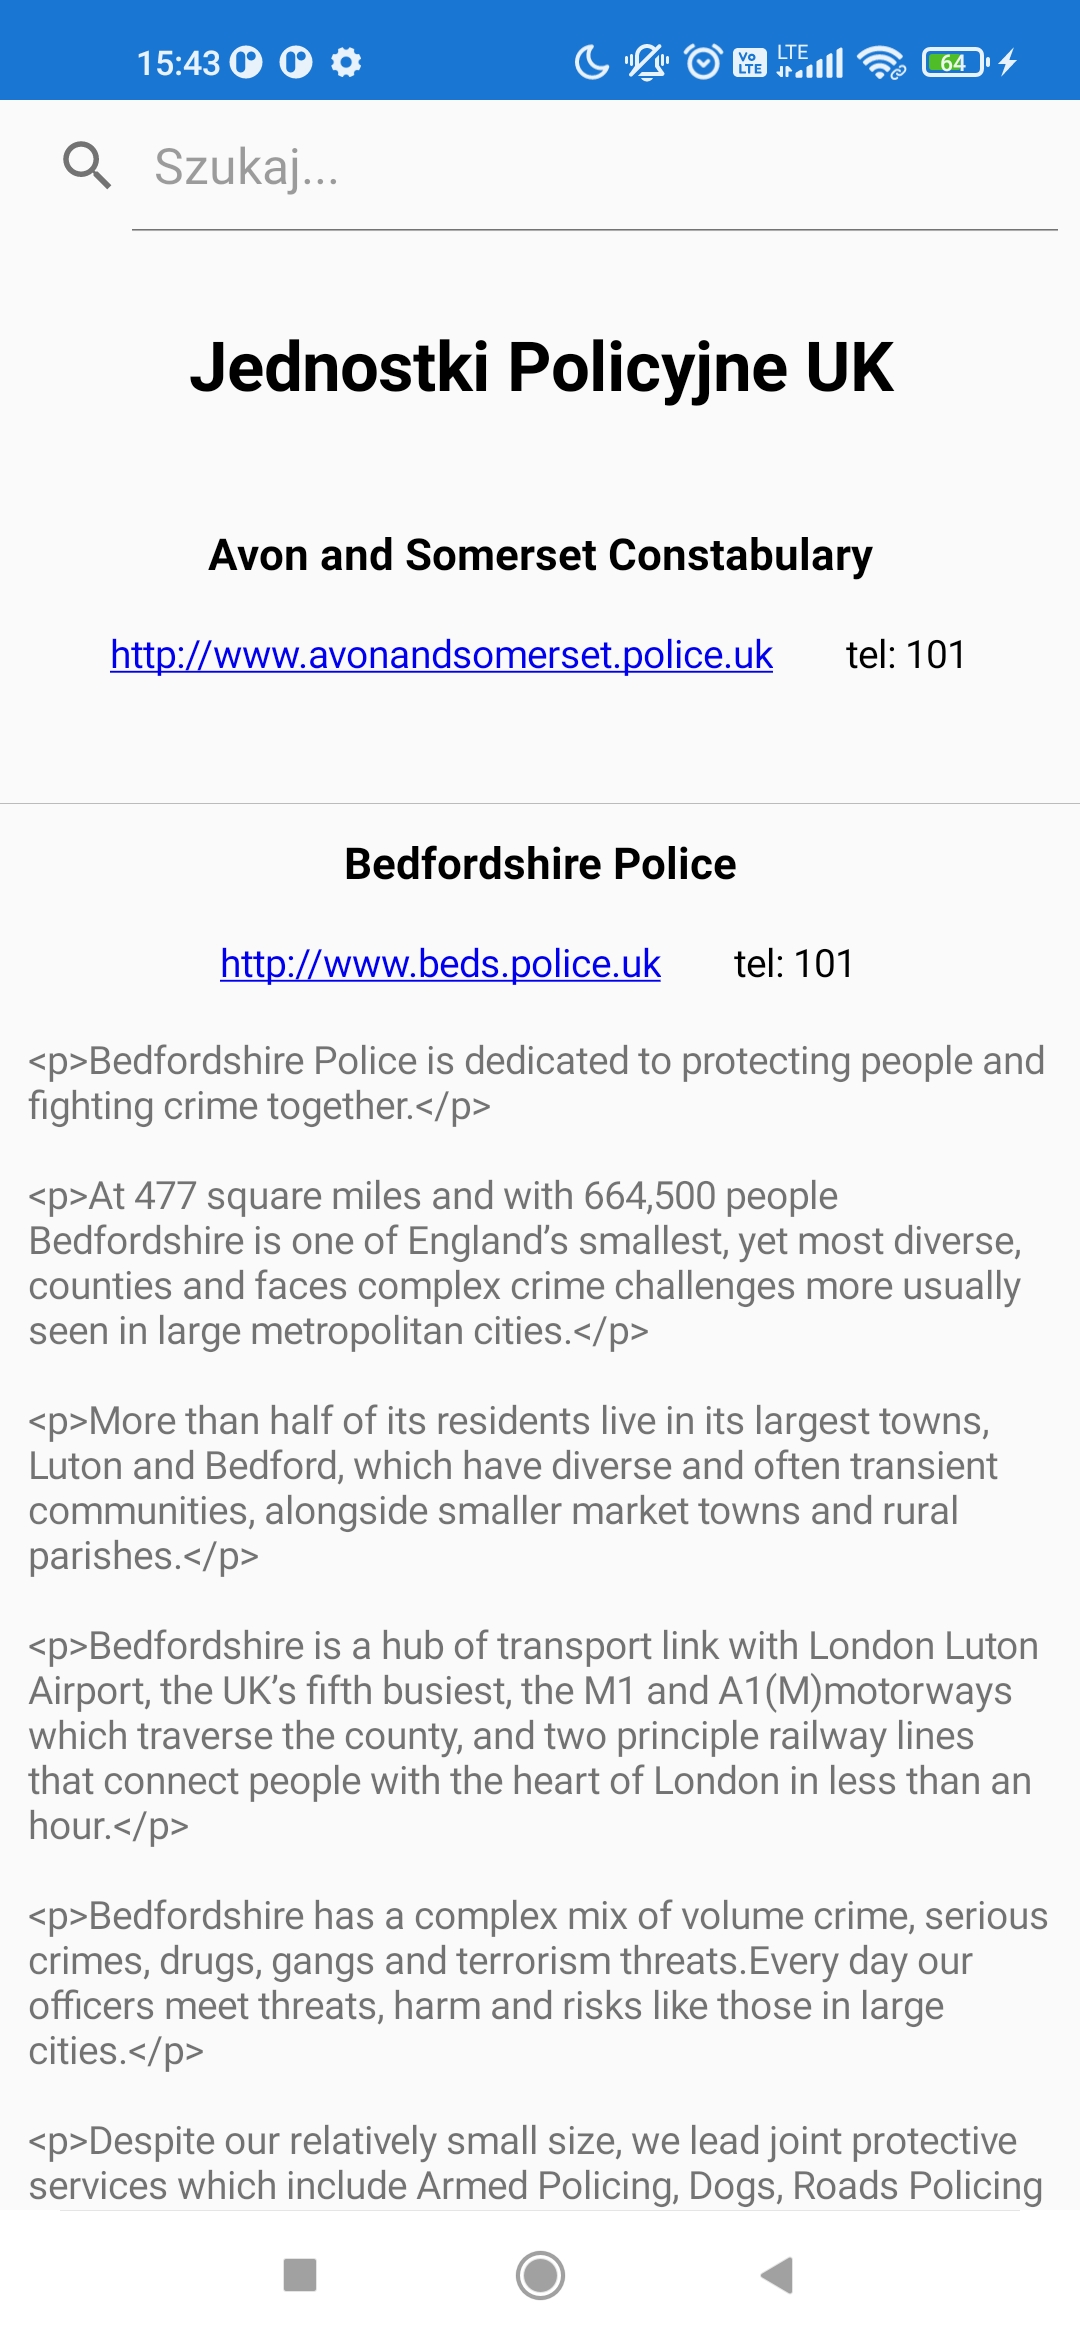 15:43
Vo LTE
LTE
64
Szukaj...
Jednostki Policyjne UK
Avon and Somerset Constabulary
http://www.avonandsomerset.police.uk tel: 101
Bedfordshire Police
http://www.beds.police.uk tel: 101
<p>Bedfordshire Police is dedicated to protecting people and
fighting crime together.</p>
<p>At 477 square miles and with 664,500 people
Bedfordshire is one of England’s smallest, yet most diverse,
counties and faces complex crime challenges more usually
seen in large metropolitan cities.</p>
<p>More than half of its residents live in its largest towns,
Luton and Bedford, which have diverse and often transient
communities, alongside smaller market towns and rural
parishes.</p>
<p>Bedfordshire is a hub of transport link with London Luton
Airport, the UK’s fifth busiest, the M1 and A1(M)motorways
which traverse the county, and two principle railway lines
that connect people with the heart of London in less than an
hour.</p>
<p>Bedfordshire has a complex mix of volume crime, serious
crimes, drugs, gangs and terrorism threats.Every day our
officers meet threats, harm and risks like those in large
cities.</p>
<p>Despite our relatively small size, we lead joint protective
services which include Armed Policing, Dogs, Roads Policing